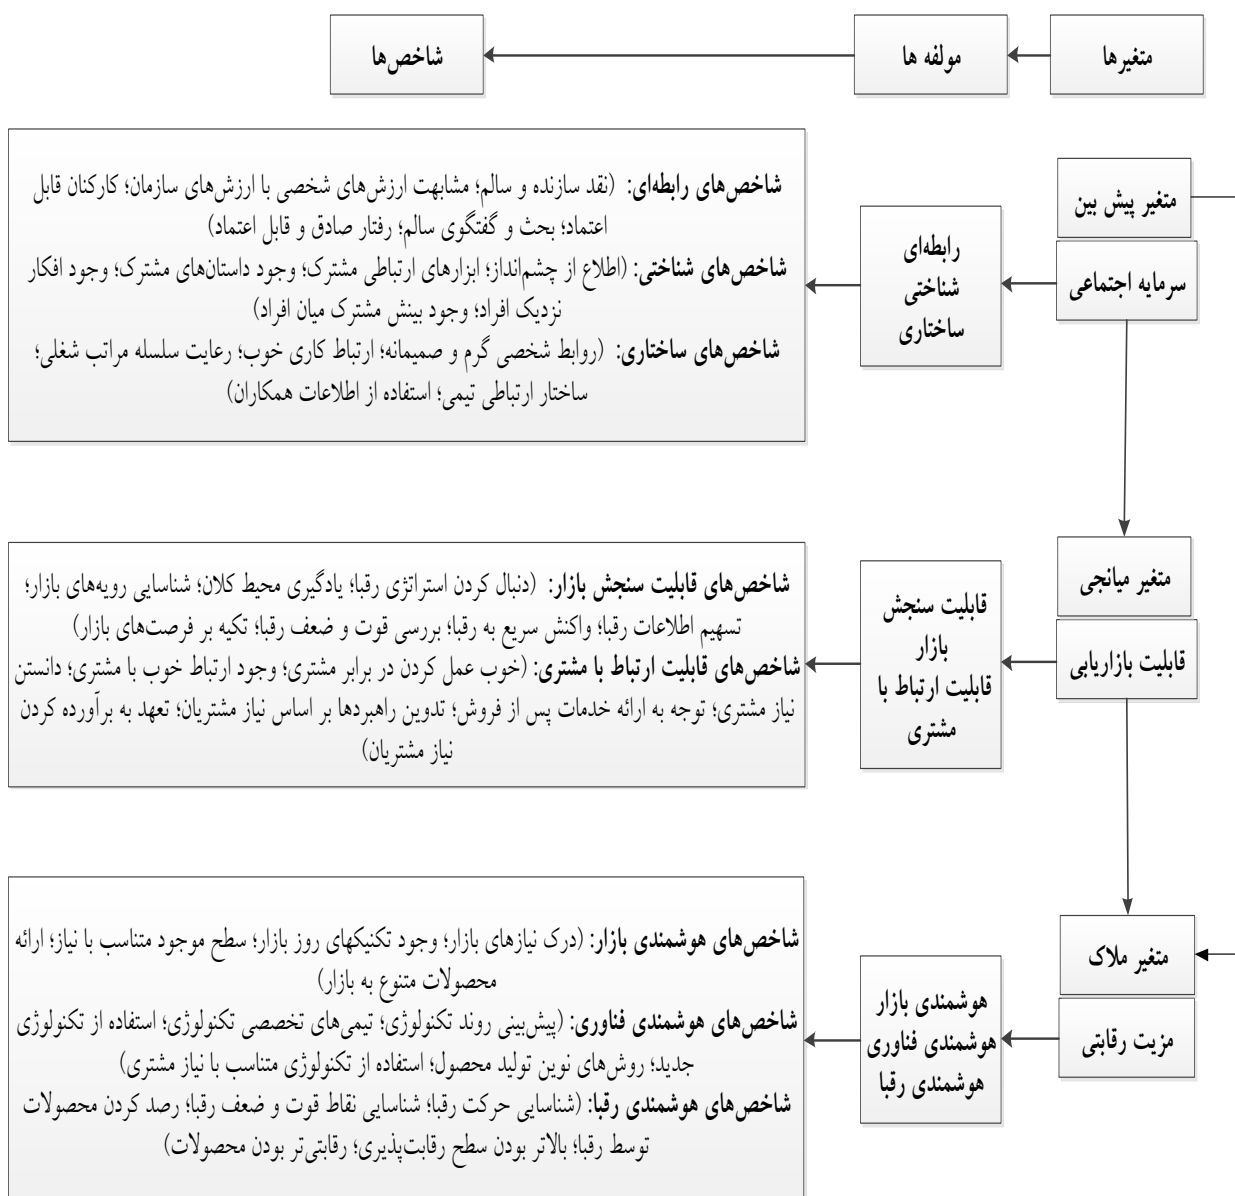 متغیرها
مولفه ها
شاخص‌ها
متغیر پیش بین
سرمایه اجتماعی
رابطه‌ای
شناختی
ساختاری
شاخص‌های رابطه‌ای: (نقد سازنده و سالم؛ مشابهت ارزش‌های شخصی با ارزش‌های سازمان؛ کارکنان قابل
اعتماد؛ بحث و گفتگوی سالم؛ رفتار صادق و قابل اعتماد)
شاخص‌های شناختی: (اطلاع از چشم‌انداز؛ ابزارهای ارتباطی مشترک؛ وجود داستان‌های مشترک؛ وجود افکار
نزدیک افراد؛ وجود بینش مشترک میان افراد)
شاخص‌های ساختاری: (روابط شخصی گرم و صمیمانه؛ ارتباط کاری خوب؛ رعایت سلسله مراتب شغلی؛
ساختار ارتباطی تیمی؛ استفاده از اطلاعات همکاران)
متغیر میانجی
قابلیت بازاریابی
قابلیت سنجش
بازار
قابلیت ارتباط با
مشتری
شاخص‌های قابلیت سنجش بازار: (دنبال کردن استراتژی رقبا؛ یادگیری محیط کلان؛ شناسایی رویه‌های بازار؛
تسهیم اطلاعات رقبا؛ واکنش سریع به رقبا؛ بررسی قوت و ضعف رقبا؛ تکیه بر فرصت‌های بازار)
شاخص‌های قابلیت ارتباط با مشتری: (خوب عمل کردن در برابر مشتری؛ وجود ارتباط خوب با مشتری؛ دانستن
نیاز مشتری؛ توجه به ارائه خدمات پس از فروش؛ تدوین راهبردها بر اساس نیاز مشتریان؛ تعهد به برآورده کردن
نیاز مشتریان)
متغیر ملاک
مزیت رقابتی
هوشمندی بازار
هوشمندی فناوری
هوشمندی رقبا
شاخص‌های هوشمندی بازار: (درک نیازهای بازار؛ وجود تکنیکهای روز بازار؛ سطح موجود متناسب با نیاز؛ ارائه
محصولات متنوع به بازار)
شاخص‌های هوشمندی فناوری: (پیش‌بینی روند تکنولوژی؛ تیمی‌های تخصصی تکنولوژی؛ استفاده از تکنولوژی
جدید؛ روش‌های نوین تولید محصول؛ استفاده از تکنولوژی متناسب با نیاز مشتری)
شاخص‌های هوشمندی رقبا: (شناسایی حرکت رقبا؛ شناسایی نقاط قوت و ضعف رقبا؛ رصد کردن محصولات
توسط رقبا؛ بالاتر بودن سطح رقابت‌پذیری؛ رقابتی‌تر بودن محصولات)